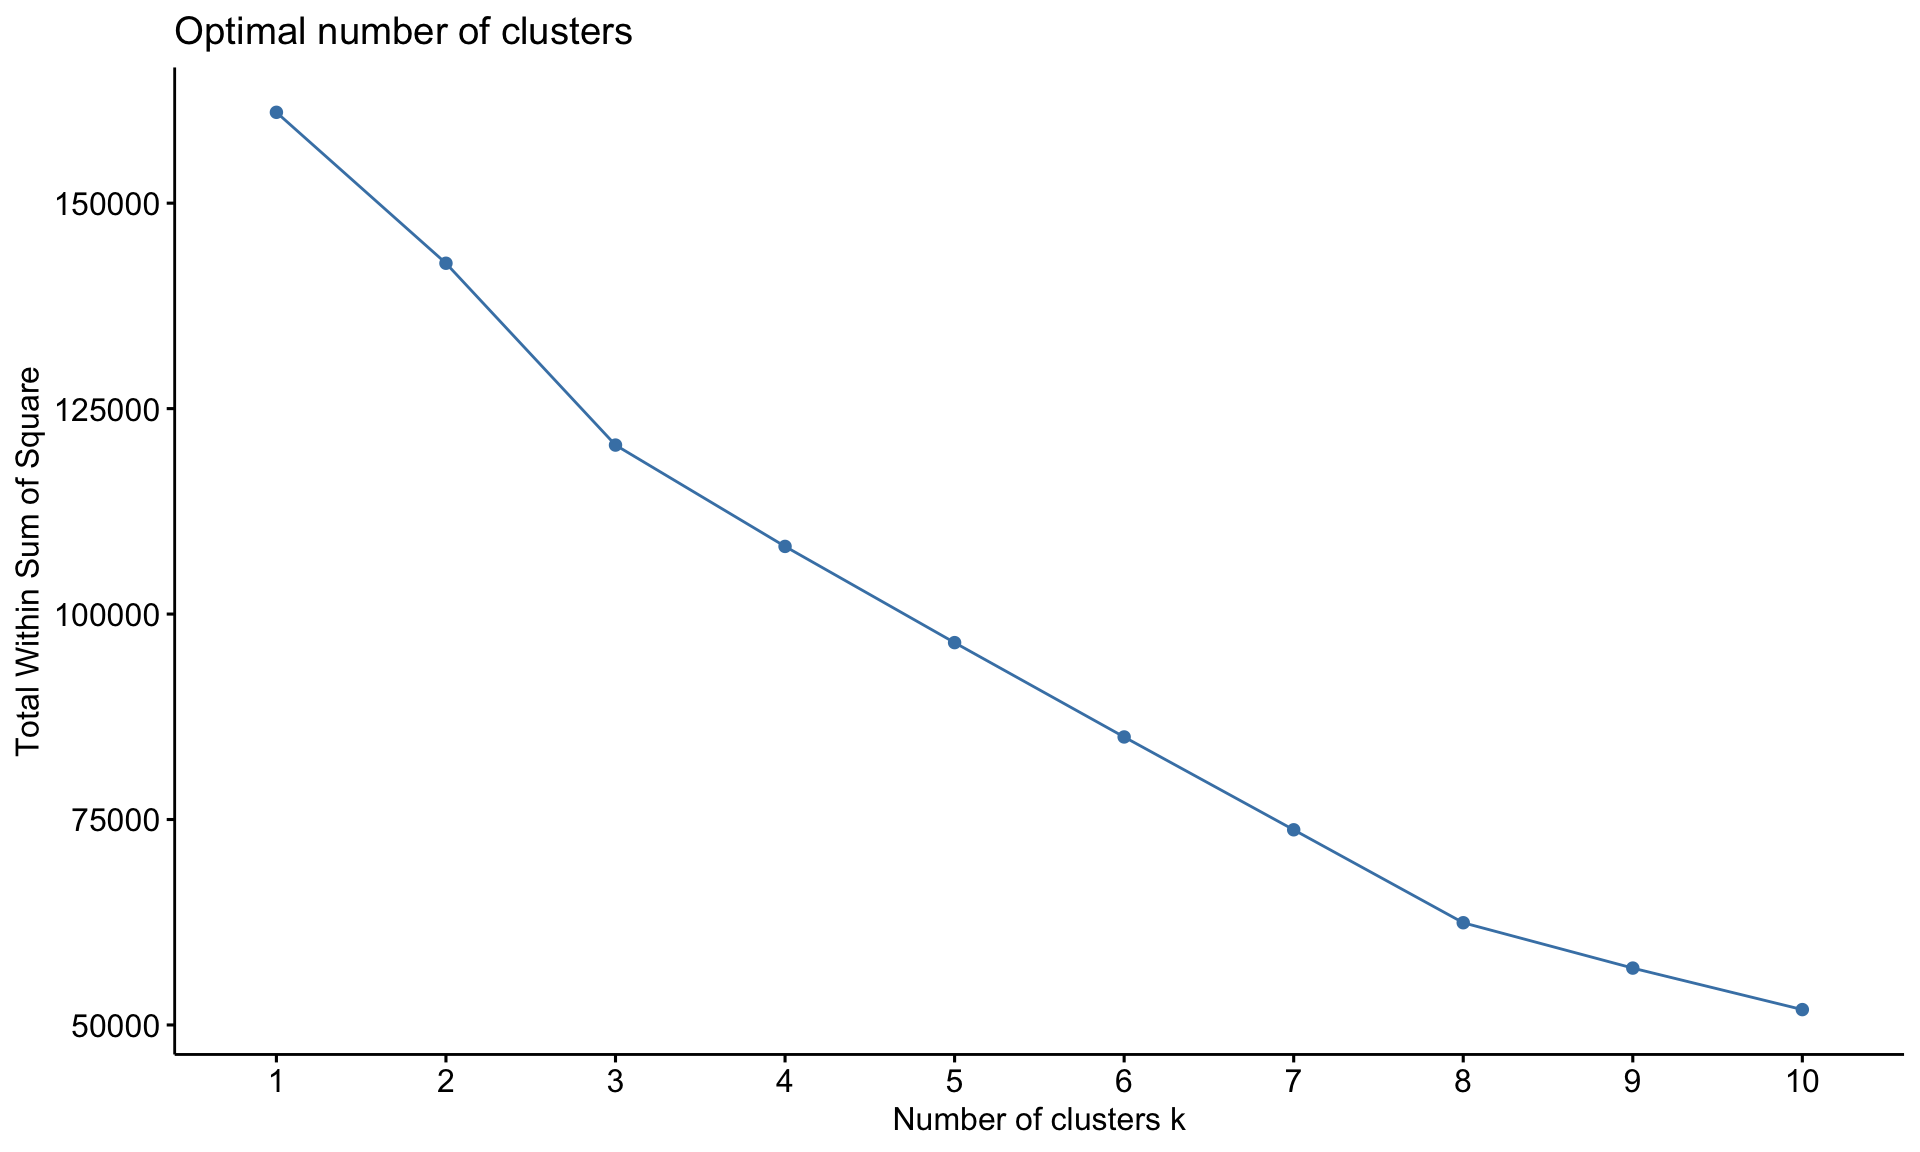 Optimal number of clusters
Total Within Sum of Square
150000
125000
100000
75000
50000
1 2 3 4 5 6 7 8 9 10
Number of clusters k